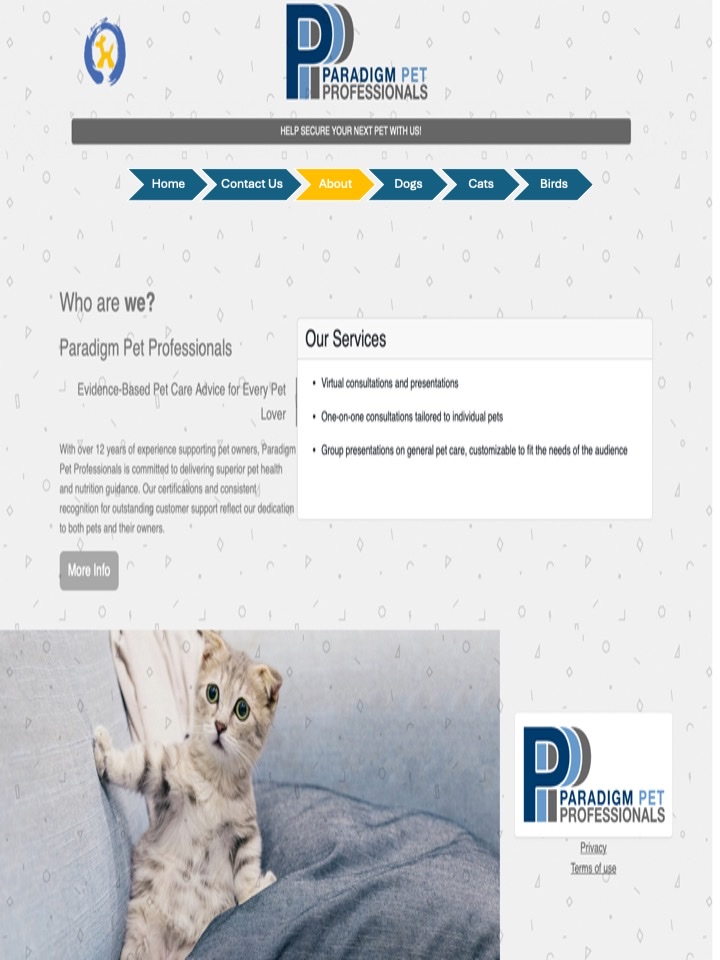 PARADIGM PET
PROFESSIONALS
HELP SECURE YOUR NEXT PET WITH US!
Home
Contact Us
About
Dogs
Cats
Birds
Who are we?
Paradigm Pet Professionals
Evidence-Based Pet Care Advice for Every Pet
Lover
With over 12 years of experience supporting pet owners, Paradigm
Pet Professionals is committed to delivering superior pet health
and nutrition guidance. Our certifications and consistent
recognition for outstanding customer support reflect our dedication
to both pets and their owners.
More Info
Our Services
• Virtual consultations and presentations
• One-on-one consultations tailored to individual pets
• Group presentations on general pet care, customizable to fit the needs of the audience
PARADIGM PET
PROFESSIONALS
Privacy
Terms of use